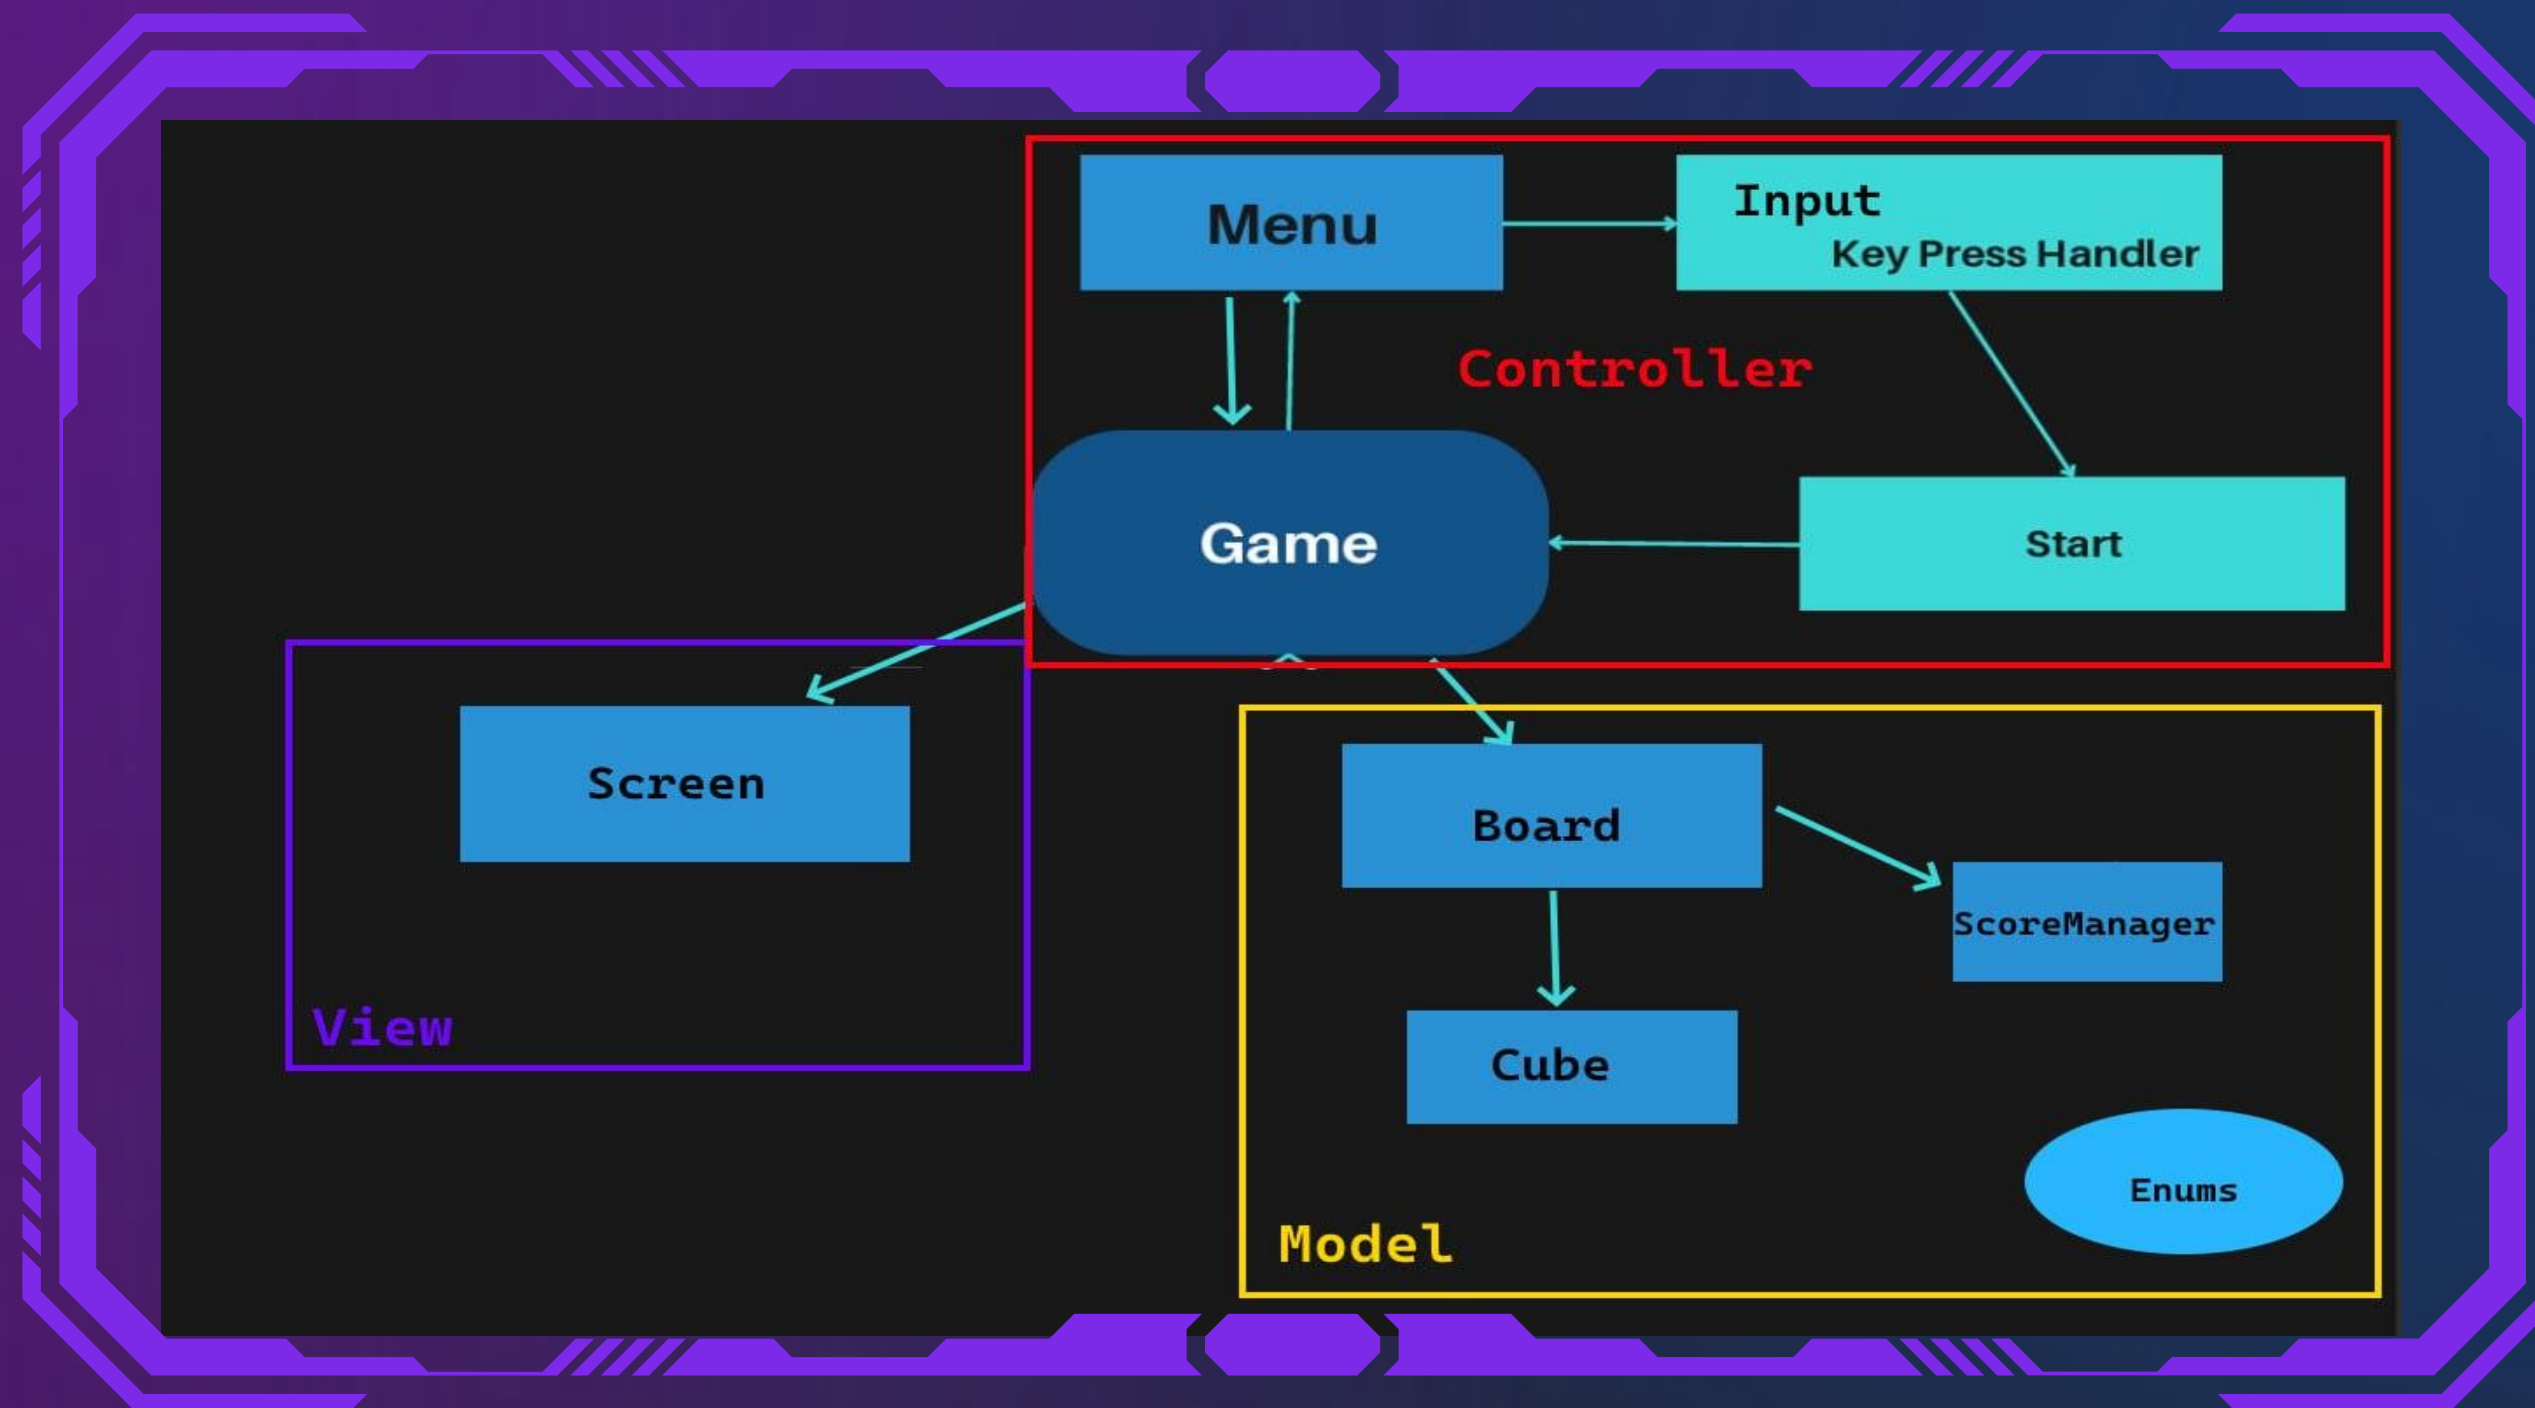 Menu
Input
Key Press Handler
Controller
Game
Start
Screen
View
Board
ScoreManager
Cube
Enums
Model